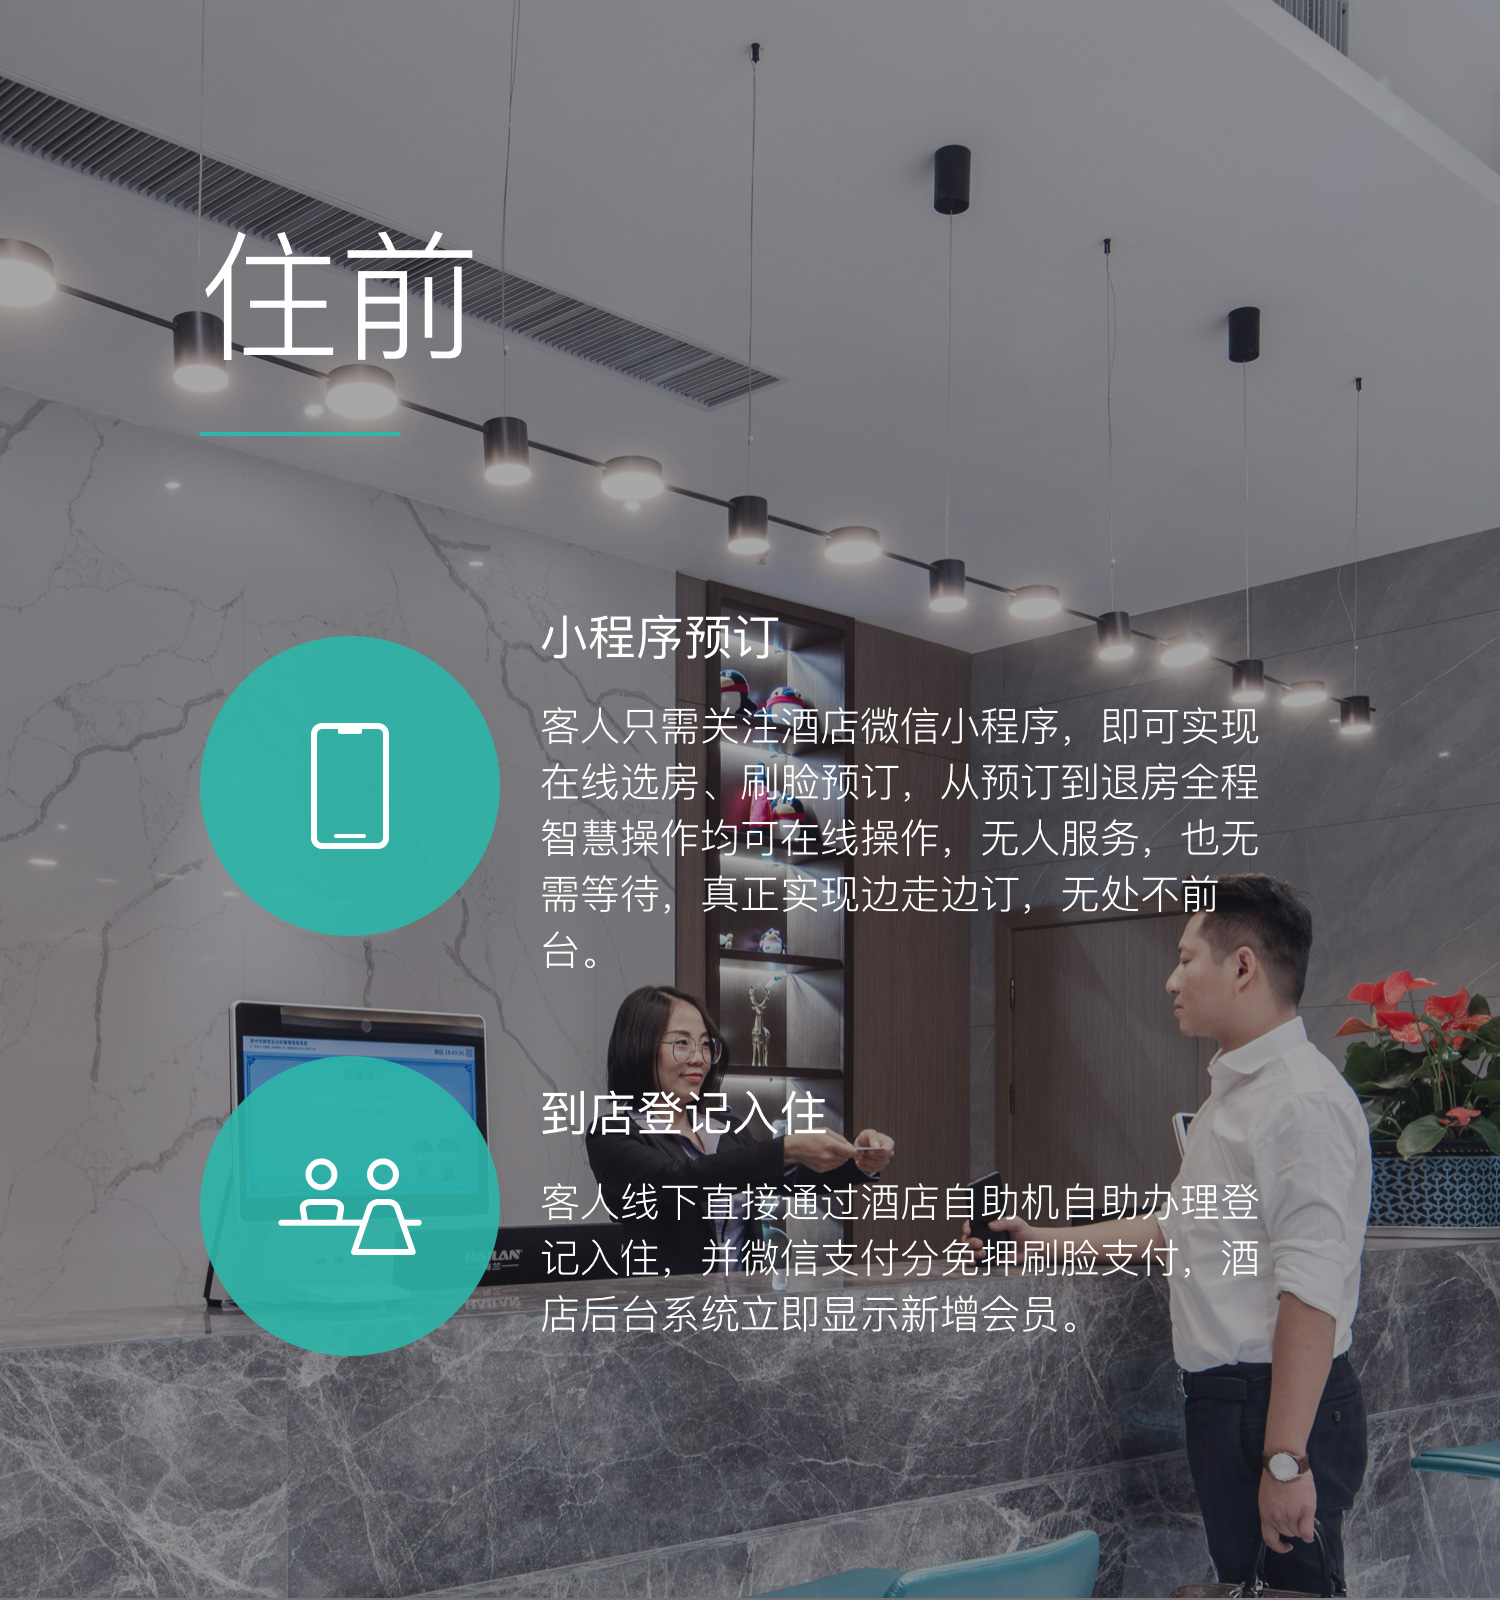 住前
小程序预订
客人只需关注酒店微信小程序，即可实现
在线选房、刷脸预订，从预订到退房全程
智慧操作均可在线操作，无人服务，也无
需等待，真正实现边走边订，无处不前
台。
到店登记入住
客人线下直接通过酒店自助机自助办理登
记入住，并微信支付分免押刷脸支付，酒
店后台系统立即显示新增会员。
HAILAN